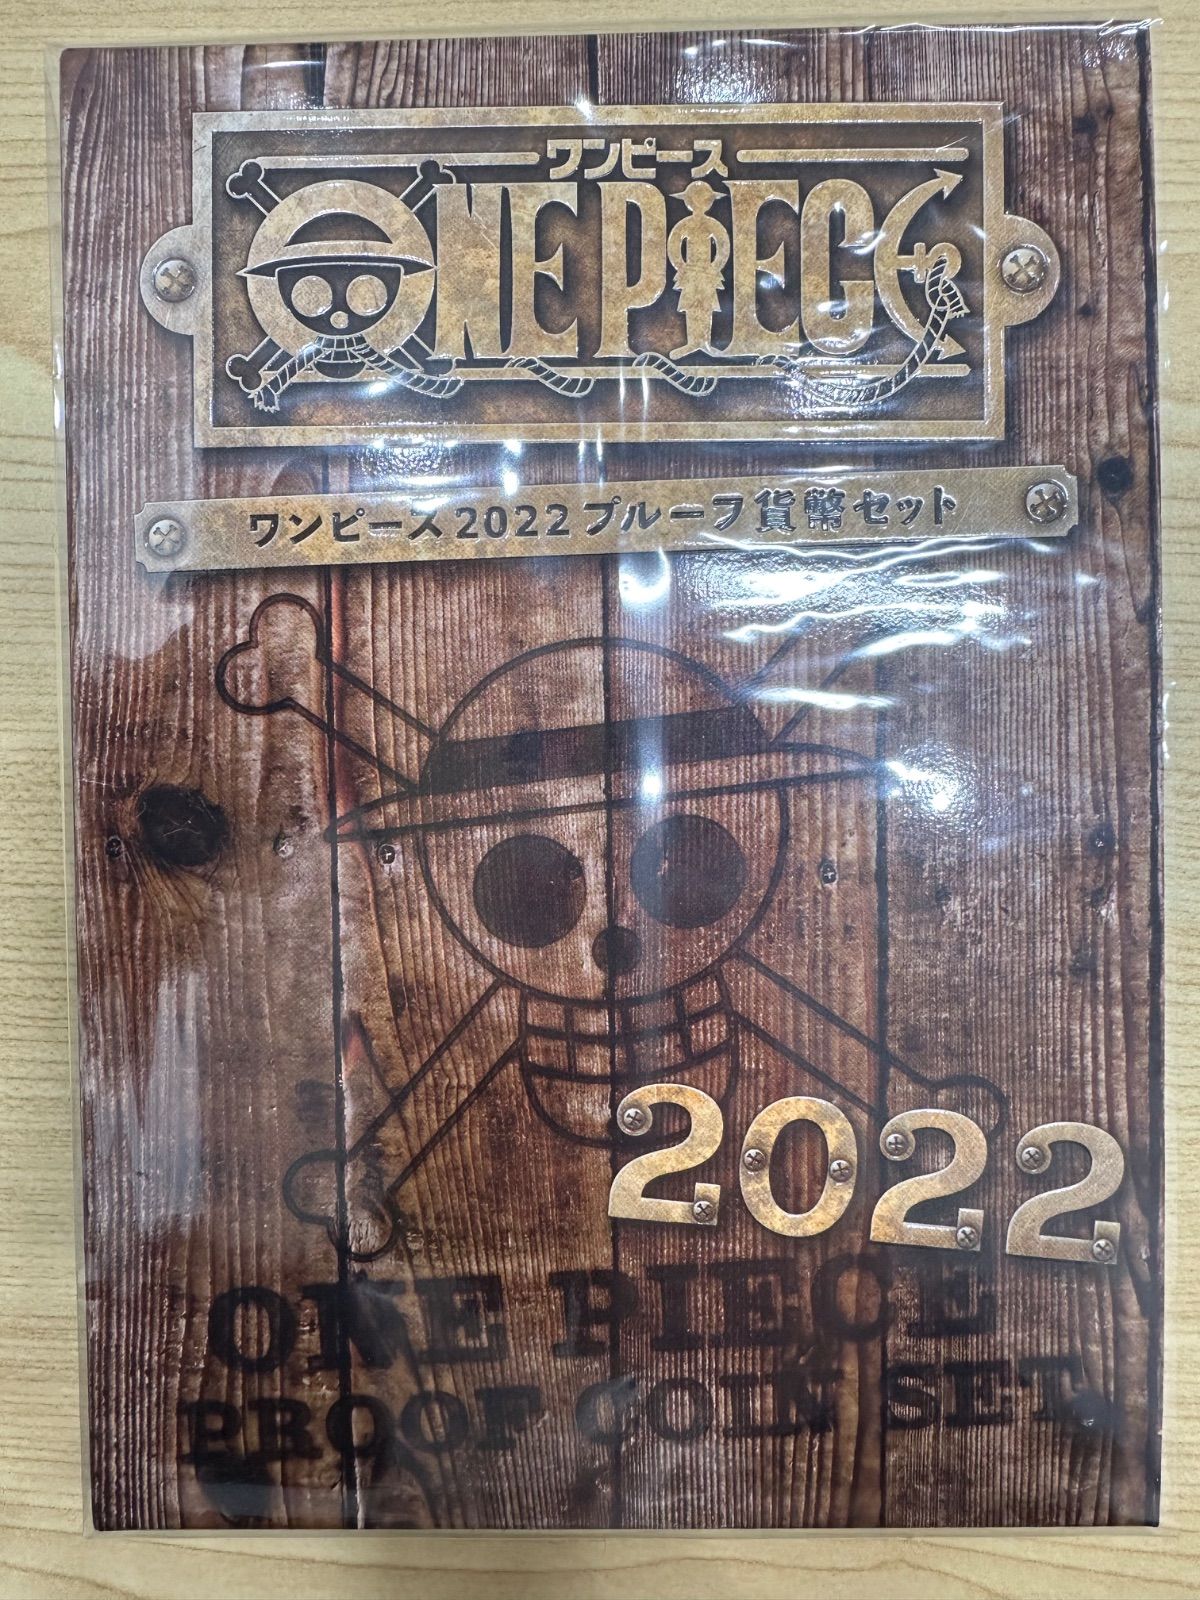 ワンピース
ONE PIECE
ワンピース2022プルーフ貨幣セット
2022
ONE PIECE
PROOF COIN SET